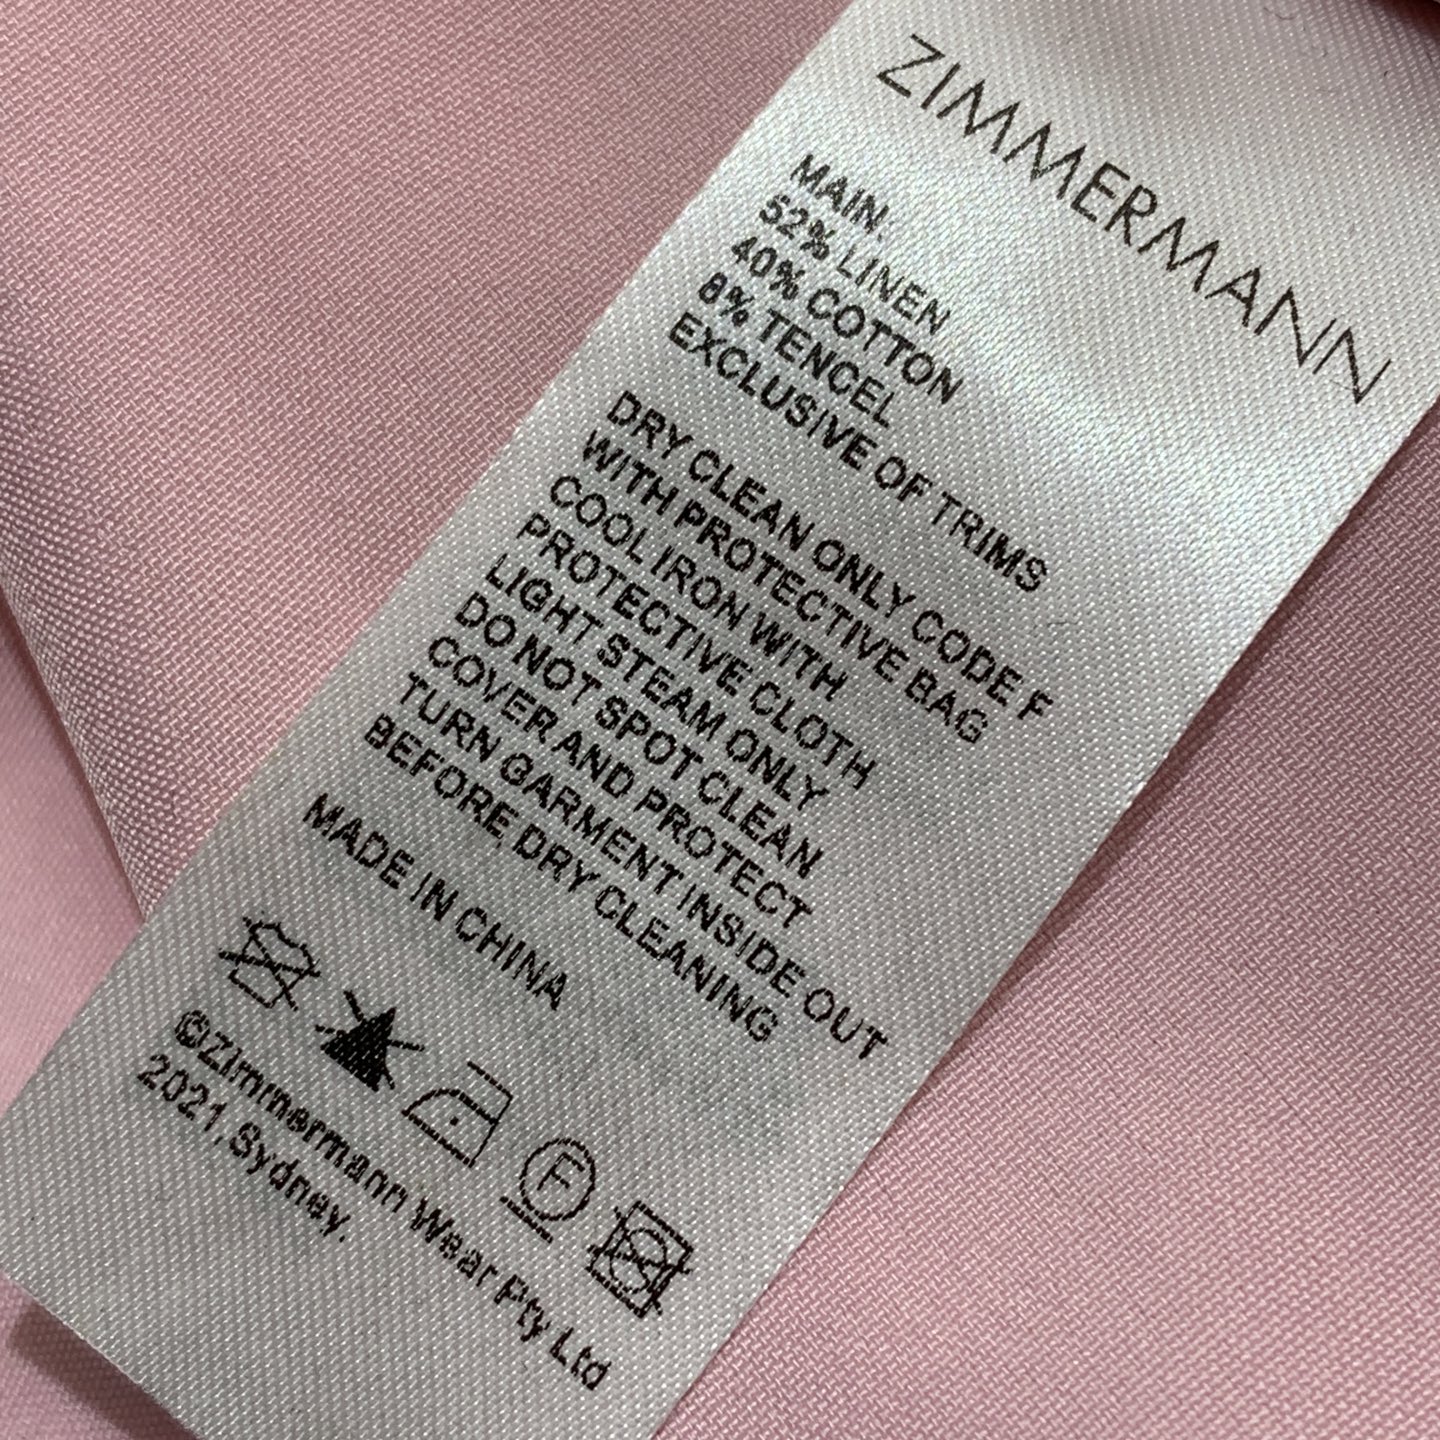 ZIMMERMANN
MAIN:
52% LINEN
40% COTTON
8% TENCEL
EXCLUSIVE OF TRIMS
DRY CLEAN ONLY CODE F
WITH PROTECTIVE BAG
COOL IRON WITH
PROTECTIVE CLOTH
LIGHT STEAM ONLY
DO NOT SPOT CLEAN
COVER AND PROTECT
TURN GARMENT INSIDE OUT
BEFORE DRY CLEANING
MADE IN CHINA
F
©Zimmermann Wear Pty Ltd
2021,Sydney.